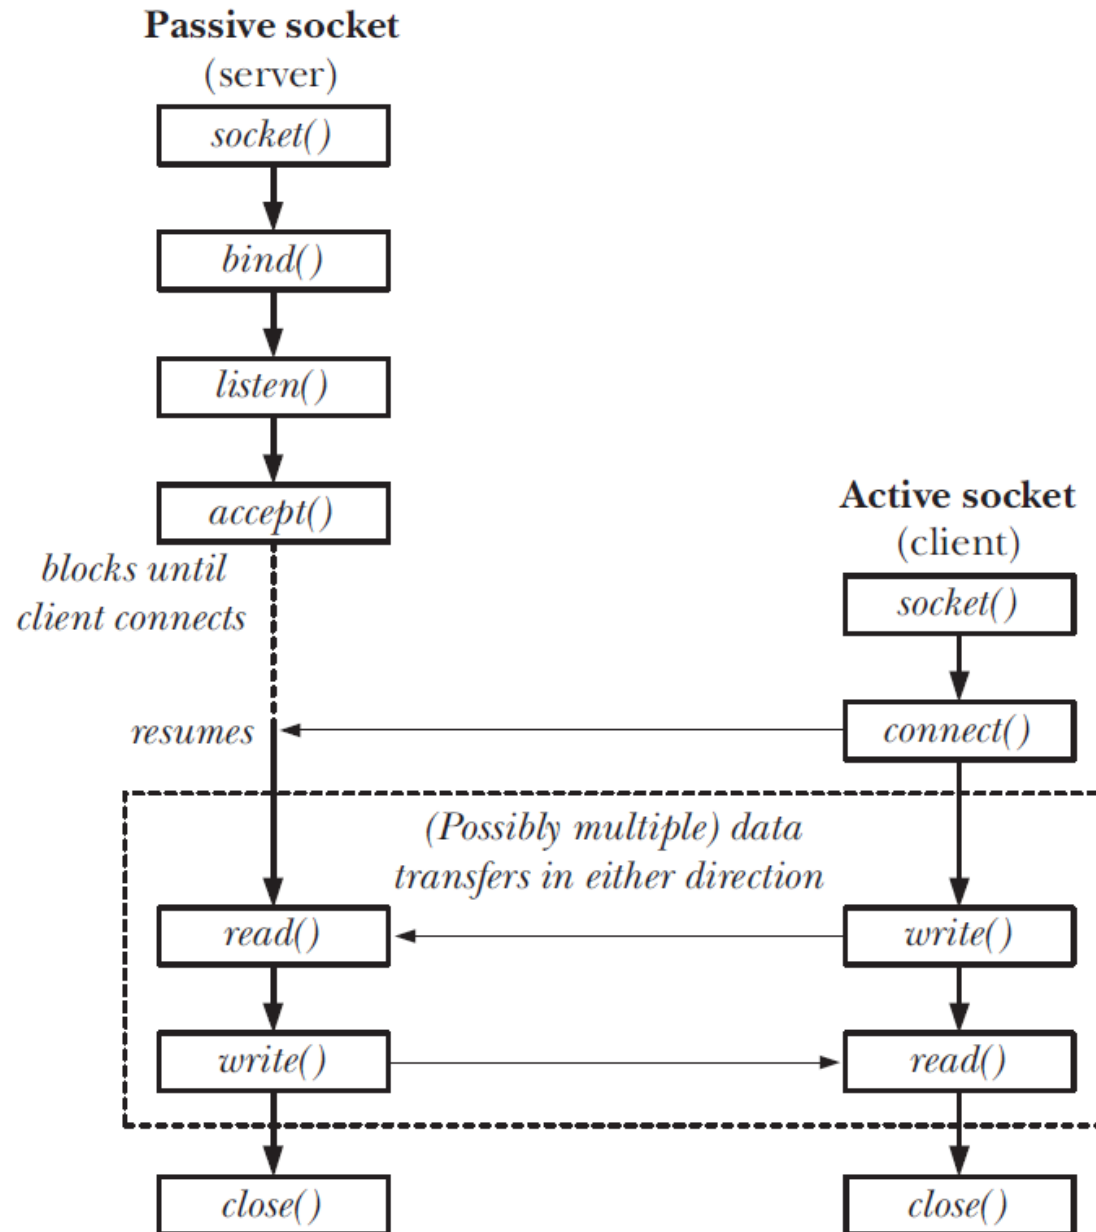 Passive socket
(server)
socket()
bind()
listen()
accept()
blocks until
client connects
Active socket
(client)
socket()
resumes
connect()
(Possibly multiple) data
transfers in either direction
read()
write()
write()
read()
close()
close()